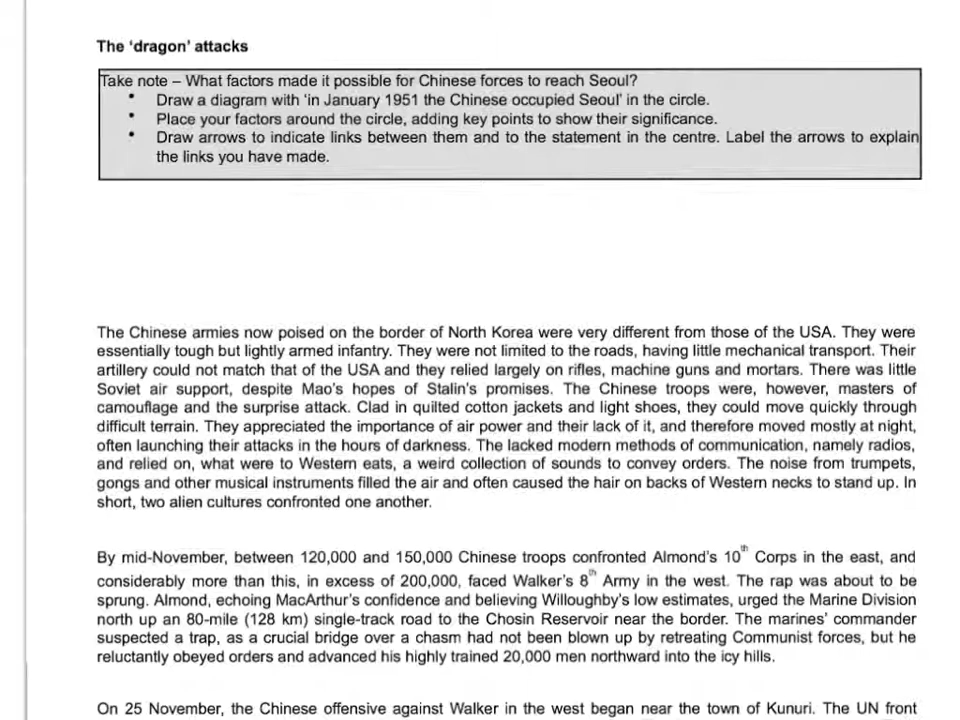 The ‘dragon’ attacks
Take note – What factors made it possible for Chinese forces to reach Seoul?
• Draw a diagram with ‘in January 1951 the Chinese occupied Seoul’ in the circle.
• Place your factors around the circle, adding key points to show their significance.
• Draw arrows to indicate links between them and to the statement in the centre. Label the arrows to explain
the links you have made.
The Chinese armies now poised on the border of North Korea were very different from those of the USA. They were
essentially tough but lightly armed infantry. They were not limited to the roads, having little mechanical transport. Their
artillery could not match that of the USA and they relied largely on rifles, machine guns and mortars. There was little
Soviet air support, despite Mao’s hopes of Stalin’s promises. The Chinese troops were, however, masters of
camouflage and the surprise attack. Clad in quilted cotton jackets and light shoes, they could move quickly through
difficult terrain. They appreciated the importance of air power and their lack of it, and therefore moved mostly at night,
often launching their attacks in the hours of darkness. The lacked modern methods of communication, namely radios,
and relied on, what were to Western eats, a weird collection of sounds to convey orders. The noise from trumpets,
gongs and other musical instruments filled the air and often caused the hair on backs of Western necks to stand up. In
short, two alien cultures confronted one another.
By mid-November, between 120,000 and 150,000 Chinese troops confronted Almond’s 10th Corps in the east, and
considerably more than this, in excess of 200,000, faced Walker’s 8th Army in the west. The rap was about to be
sprung. Almond, echoing MacArthur’s confidence and believing Willoughby’s low estimates, urged the Marine Division
north up an 80-mile (128 km) single-track road to the Chosin Reservoir near the border. The marines’ commander
suspected a trap, as a crucial bridge over a chasm had not been blown up by retreating Communist forces, but he
reluctantly obeyed orders and advanced his highly trained 20,000 men northward into the icy hills.
On 25 November, the Chinese offensive against Walker in the west began near the town of Kunuri. The UN front